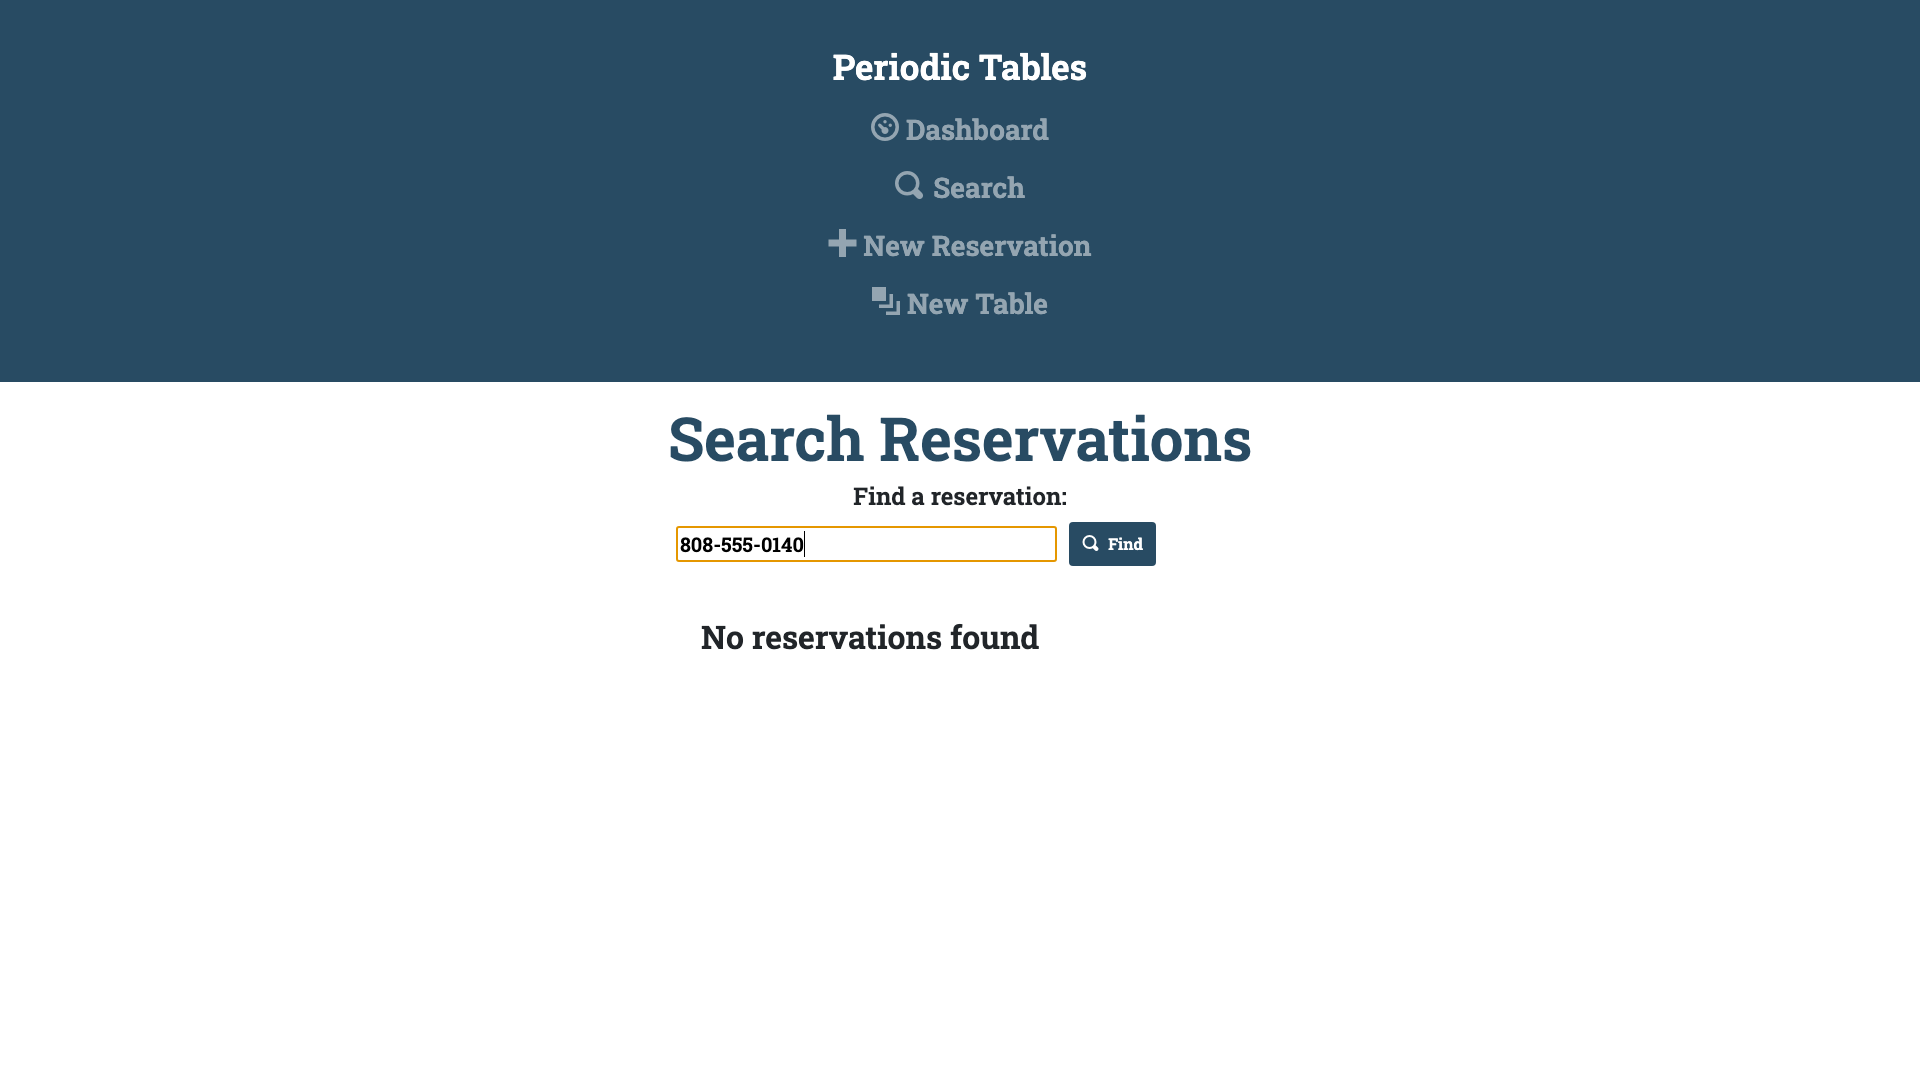 Periodic Tables
Dashboard
Search
New Reservation
New Table
Search Reservations
Find a reservation:
808-555-0140
Find
No reservations found